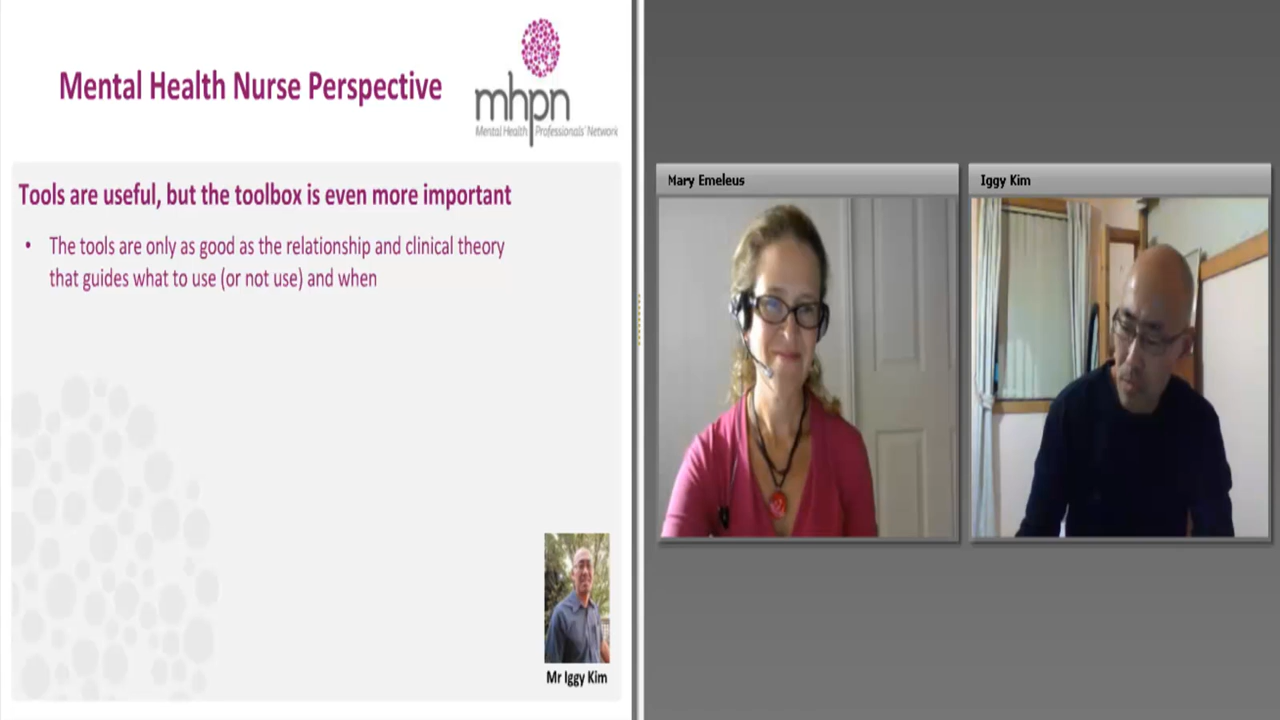 Mental Health Nurse Perspective
mhpn
Mental Health Professionals' Network
Tools are useful, but the toolbox is even more important
• The tools are only as good as the relationship and clinical theory
that guides what to use (or not use) and when
Mr Iggy Kim
Mary Emeleus
Iggy Kim